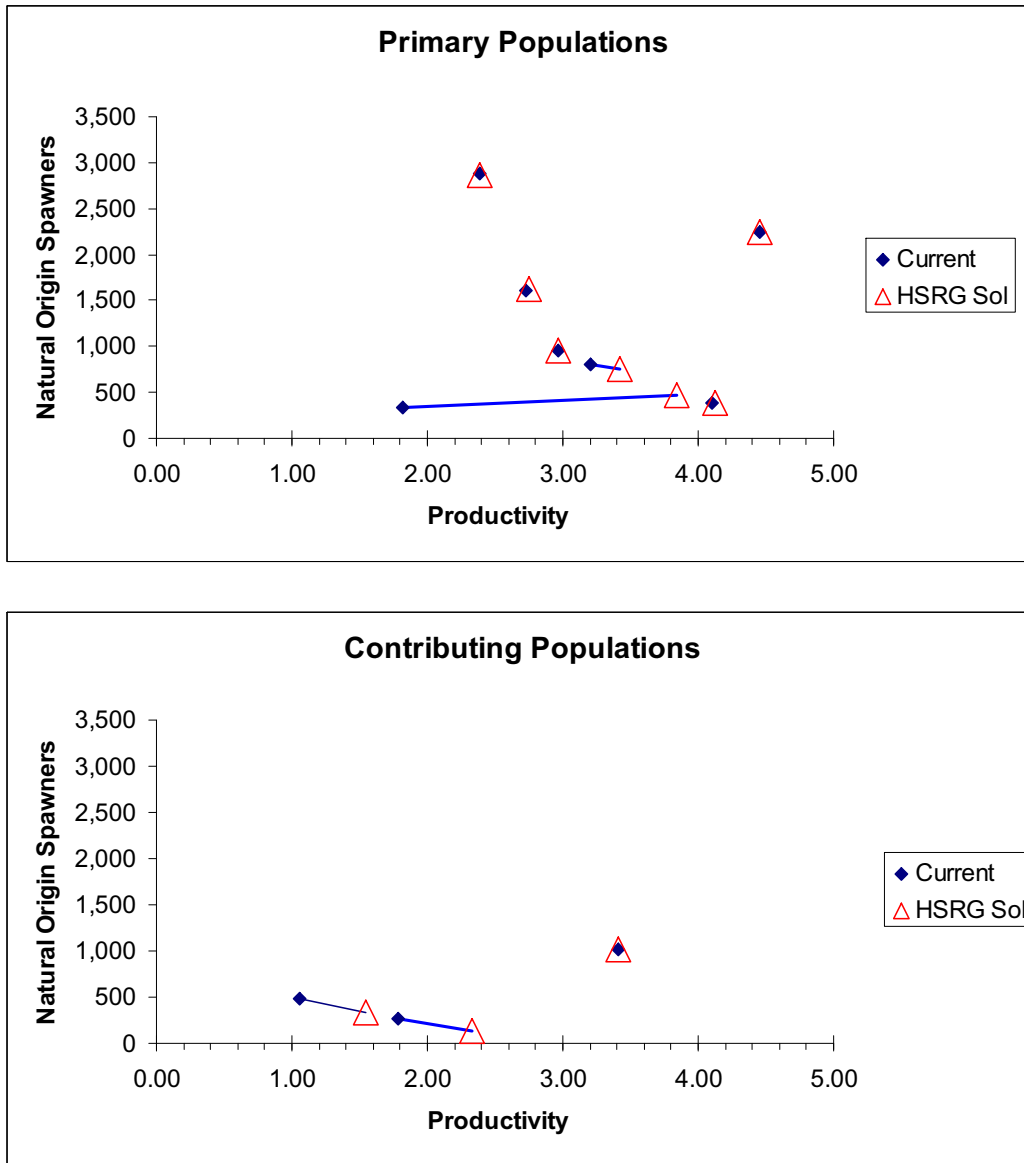 Primary Populations
3,500
3,000
2,500
2,000
1,500
1,000
500
0
Natural Origin Spawners
0.00 1.00 2.00 3.00 4.00 5.00
Productivity
Current
HSRG Sol
Contributing Populations
3,500
3,000
2,500
2,000
1,500
1,000
500
0
Natural Origin Spawners
0.00 1.00 2.00 3.00 4.00 5.00
Productivity
Current
HSRG Sol